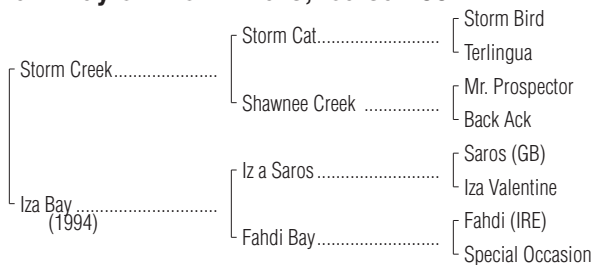 Storm Bird
Storm Cat
Terlingua
Storm Creek
Mr. Prospector
Shawnee Creek
Back Ack
Saros (GB)
Iz a Saros
Iza Valentine
Iza Bay
(1994)
Fahdi (IRE)
Fahdi Bay
Special Occasion